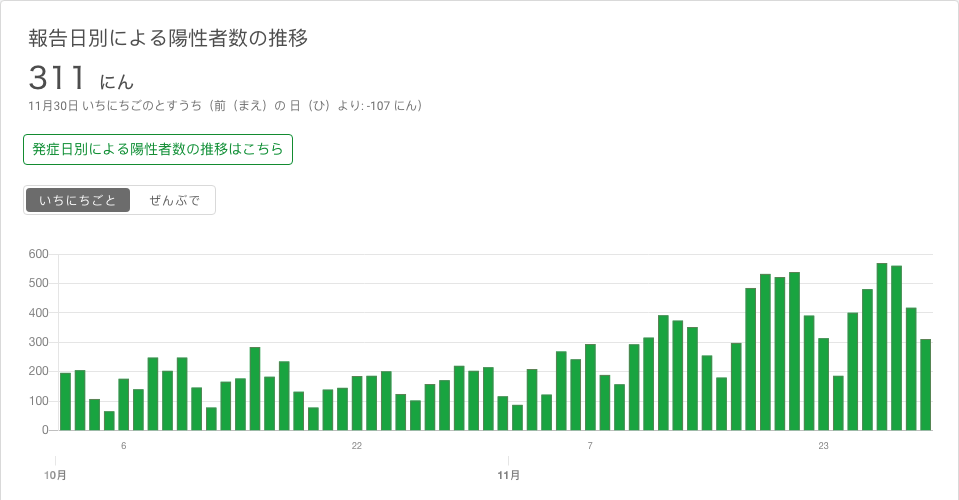 報告日別による陽性者数の推移
311 にん
11月30日 いちにちごのとすうち（前（まえ）の 日（ひ）より: -107 にん）
発症日別による陽性者数の推移はこちら
いちにちごと ぜんぶで
600
500
400
300
200
100
0
6 22 7 23
10月 11月